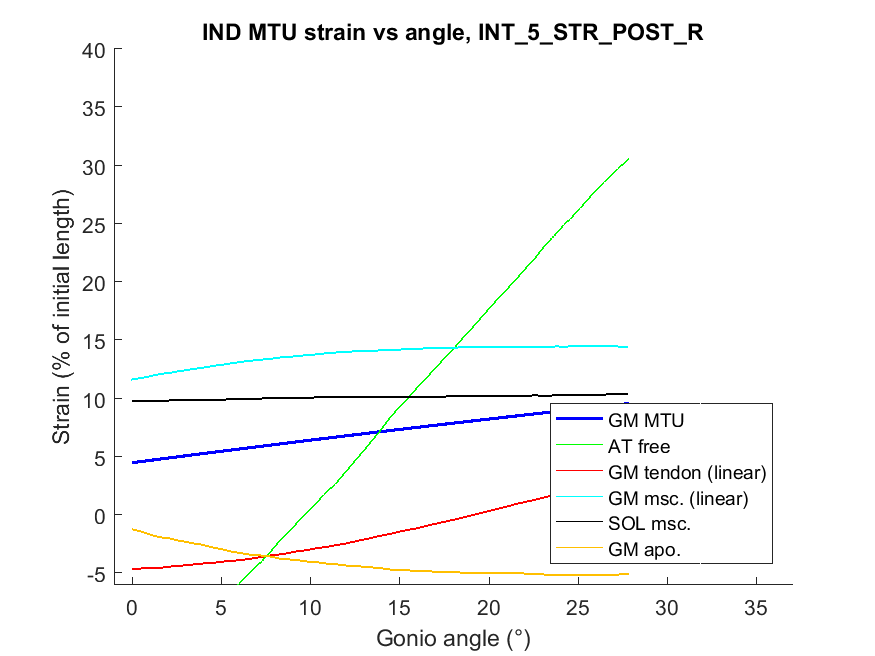 IND MTU strain vs angle, INT_5_STR_POST_R
40
35
30
25
20
15
10
5
0
-5
Strain (% of initial length)
0 5 10 15 20 25 30 35
Gonio angle (°)
GM MTU
AT free
GM tendon (linear)
GM msc. (linear)
SOL msc.
GM apo.